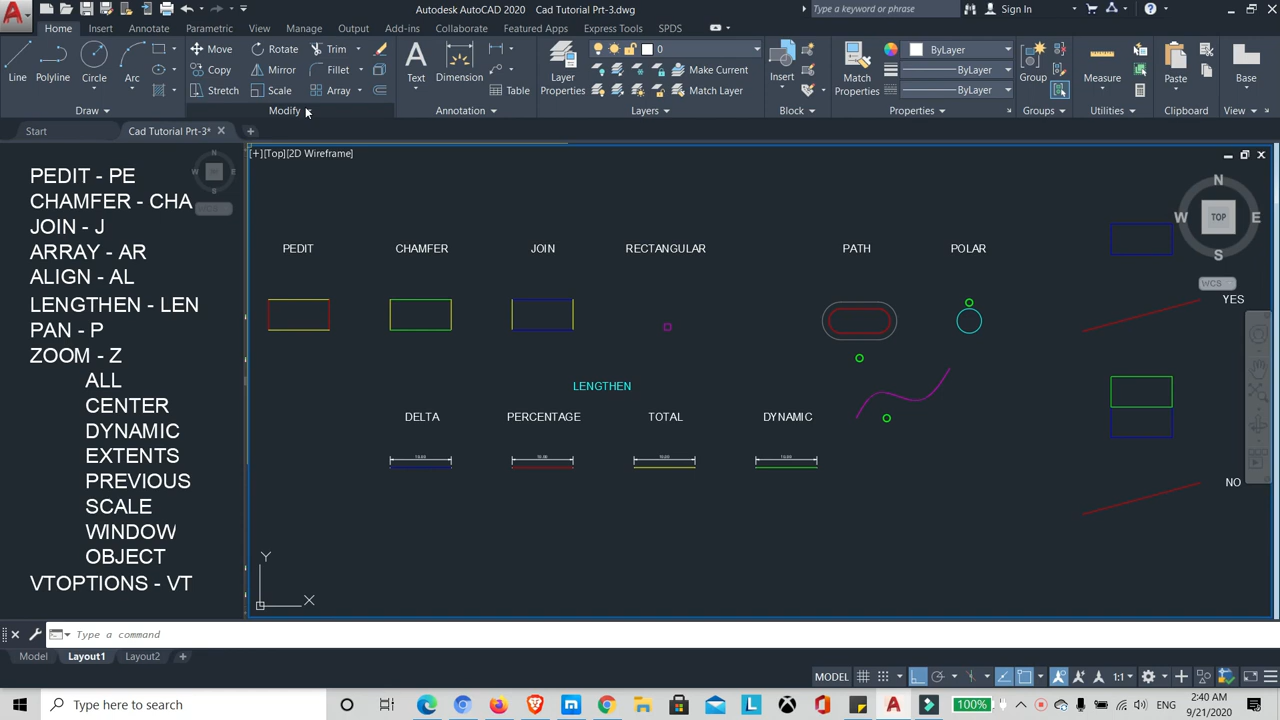 Autodesk AutoCAD 2020 Cad Tutorial Prt-3.dwg
Type a keyword or phrase
Sign In
Home Insert Annotate Parametric View Manage Output Add-ins Collaborate Featured Apps Express Tools SPDS
Line Polyline Circle Arc
Draw
Move Rotate Trim
Copy Mirror Fillet
Stretch Scale Array
Modify
Text Dimension Table
Annotation
Layer Properties
0
Make Current
Match Layer
Layers
Insert
Block
Match Properties
ByLayer
ByLayer
ByLayer
Properties
Group
Groups
Measure
Utilities
Paste
Clipboard
Base
View
Start Cad Tutorial Prt-3*
PEDIT - PE
CHAMFER - CHA
JOIN - J
ARRAY - AR
ALIGN - AL
LENGTHEN - LEN
PAN - P
ZOOM - Z
ALL
CENTER
DYNAMIC
EXTENTS
PREVIOUS
SCALE
WINDOW
OBJECT
VTOPTIONS - VT
[+][Top][2D Wireframe]
PEDIT CHAMFER JOIN RECTANGULAR PATH POLAR
LENGTHEN
DELTA PERCENTAGE TOTAL DYNAMIC
YES
NO
N
W TOP E
S
WCS
Y
X
Type a command
Model Layout1 Layout2
MODEL 1:1
Type here to search
100%
ENG
2:40 AM
9/21/2020